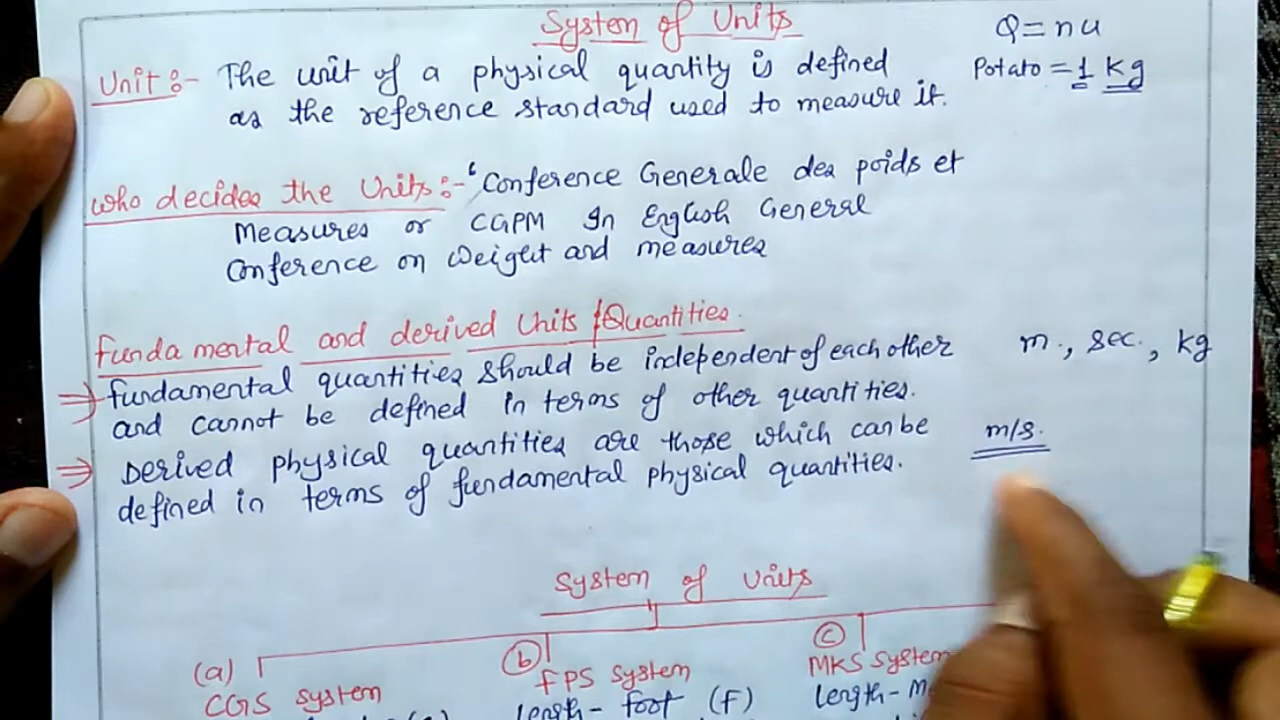 System of Units
Q = nu
Unit :- The unit of a physical quantity is defined
Potato = 1 kg
as the reference standard used to measure it.
who decides the Units :- ‘Conference Generale des poids et
Measures or CGPM In English General
Conference on Weight and measures
fundamental and derived Units / Quantities.
⇒ fundamental quantities should be independent of each other
m., sec., kg
and cannot be defined in terms of other quantities.
⇒ Derived physical quantities are those which can be
m/s.
defined in terms of fundamental physical quantities.
System of Units
(a) (b) (c)
CGS System FPS System MKS System
length - foot (F) length - M